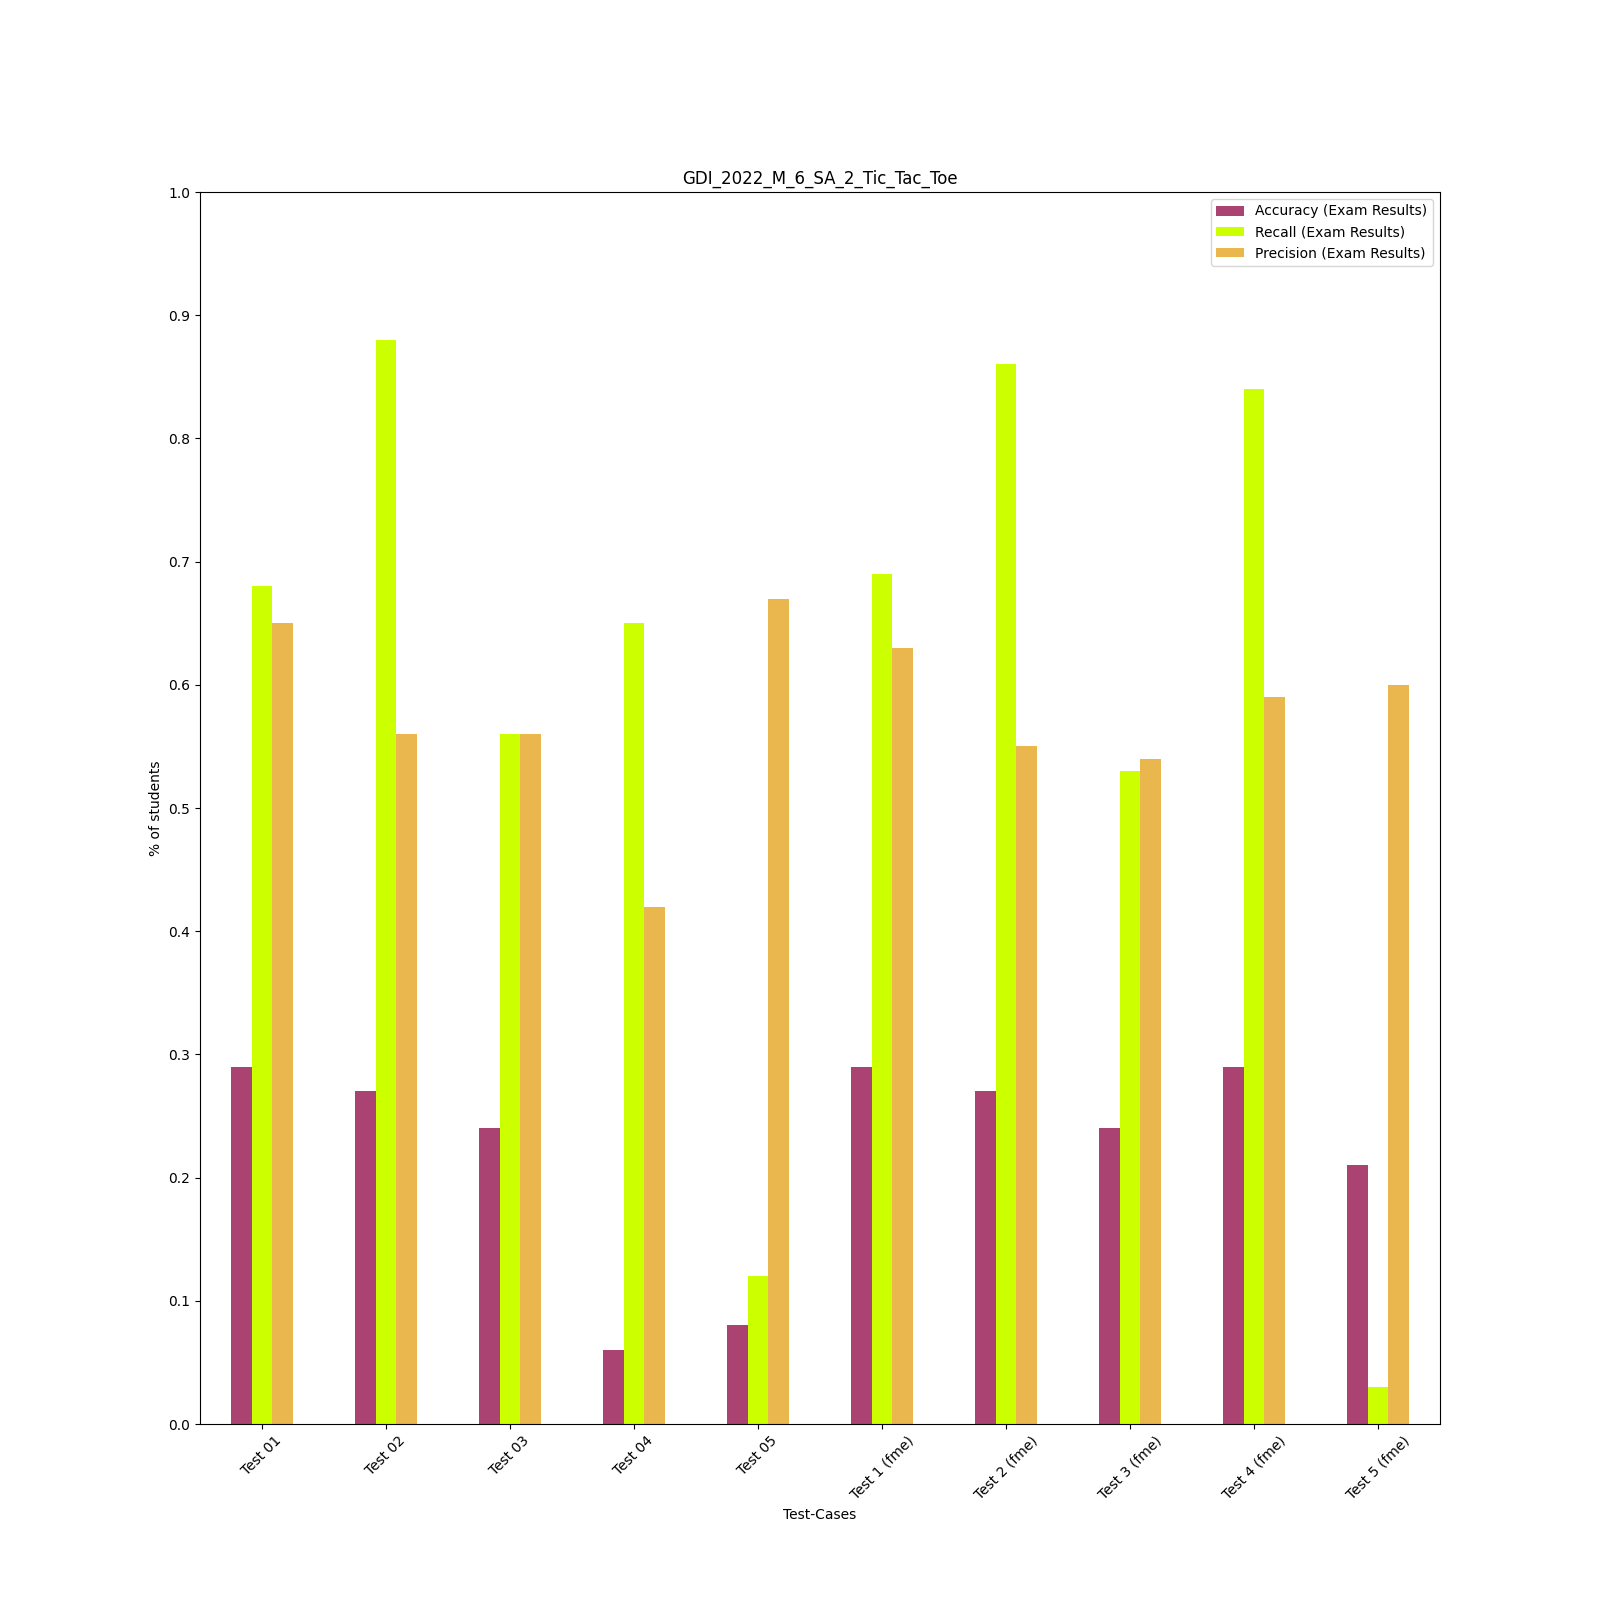 GDI_2022_M_6_SA_2_Tic_Tac_Toe
Accuracy (Exam Results)
Recall (Exam Results)
Precision (Exam Results)
% of students
1.0
0.9
0.8
0.7
0.6
0.5
0.4
0.3
0.2
0.1
0.0
Test 01
Test 02
Test 03
Test 04
Test 05
Test 1 (fme)
Test 2 (fme)
Test 3 (fme)
Test 4 (fme)
Test 5 (fme)
Test-Cases